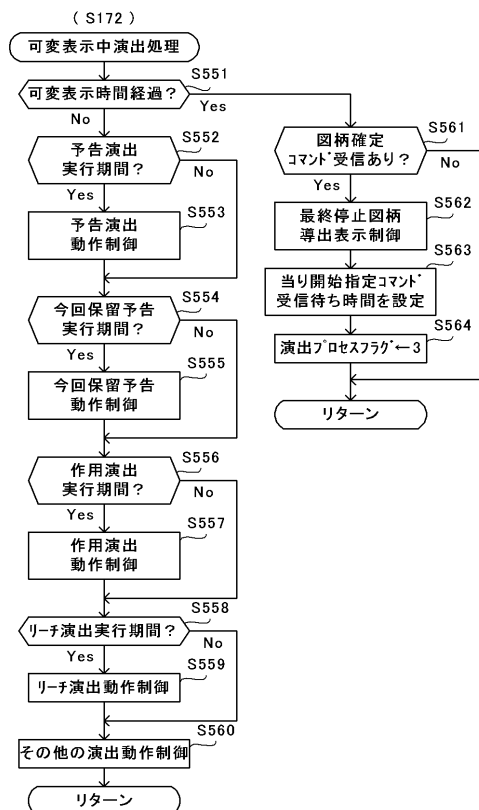 ( S172 )
可変表示中演出処理
S551
可変表示時間経過?
Yes
No
S552
予告演出
実行期間?
No
Yes
S553
予告演出
動作制御
S554
今回保留予告
実行期間?
No
Yes
S555
今回保留予告
動作制御
S556
作用演出
実行期間?
No
Yes
S557
作用演出
動作制御
S558
リーチ演出実行期間?
No
Yes
S559
リーチ演出動作制御
S560
その他の演出動作制御
リターン
S561
図柄確定
コマンド受信あり?
No
Yes
S562
最終停止図柄
導出表示制御
S563
当り開始指定コマンド
受信待ち時間を設定
S564
演出プロセスフラグ←3
リターン